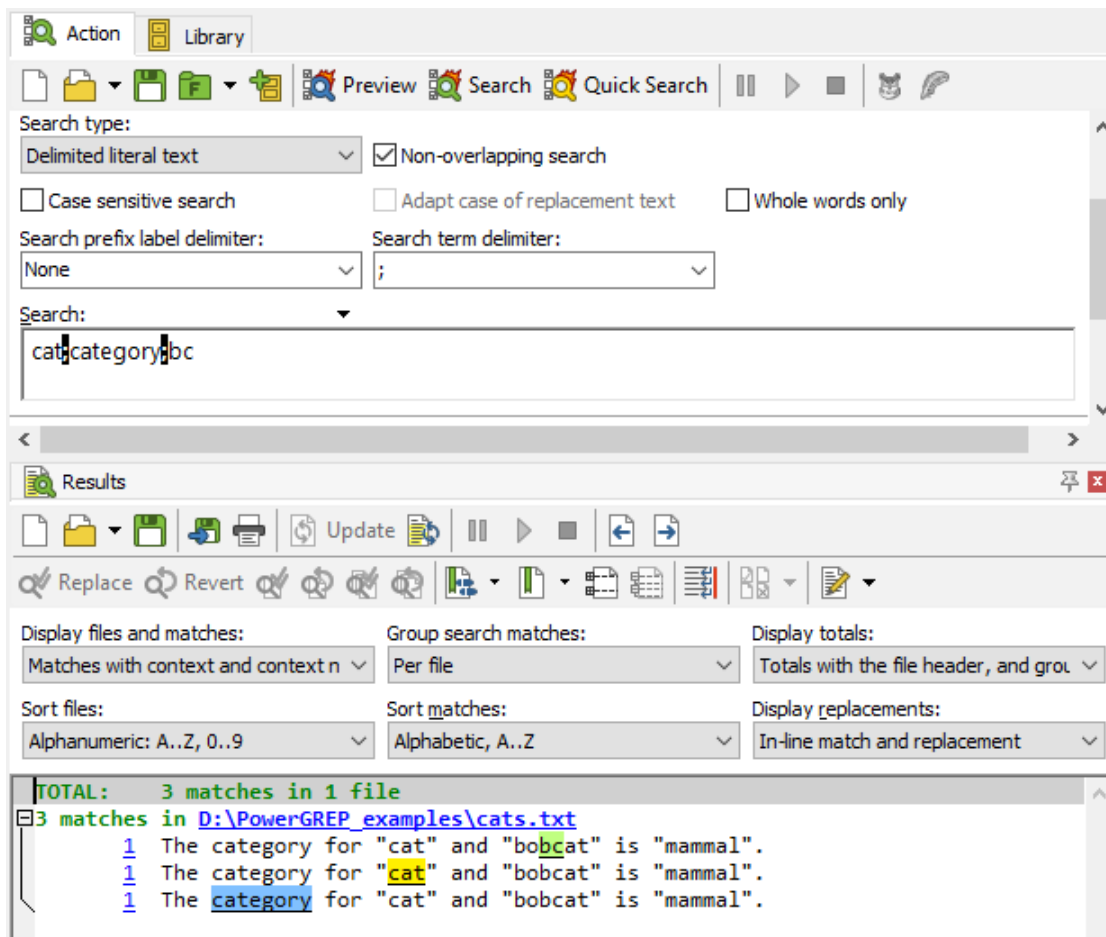 Action Library
Preview Search Quick Search
Search type:
Delimited literal text Non-overlapping search
Case sensitive search Adapt case of replacement text Whole words only
Search prefix label delimiter: Search term delimiter:
None ;
Search:
cat;category;bc
Results
Update
Replace Revert
Display files and matches: Group search matches: Display totals:
Matches with context and context n Per file Totals with the file header, and grou
Sort files: Sort matches: Display replacements:
Alphanumeric: A..Z, 0..9 Alphabetic, A..Z In-line match and replacement
TOTAL: 3 matches in 1 file
3 matches in D:\PowerGREP_examples\cats.txt
1 The category for "cat" and "bobcat" is "mammal".
1 The category for "cat" and "bobcat" is "mammal".
1 The category for "cat" and "bobcat" is "mammal".